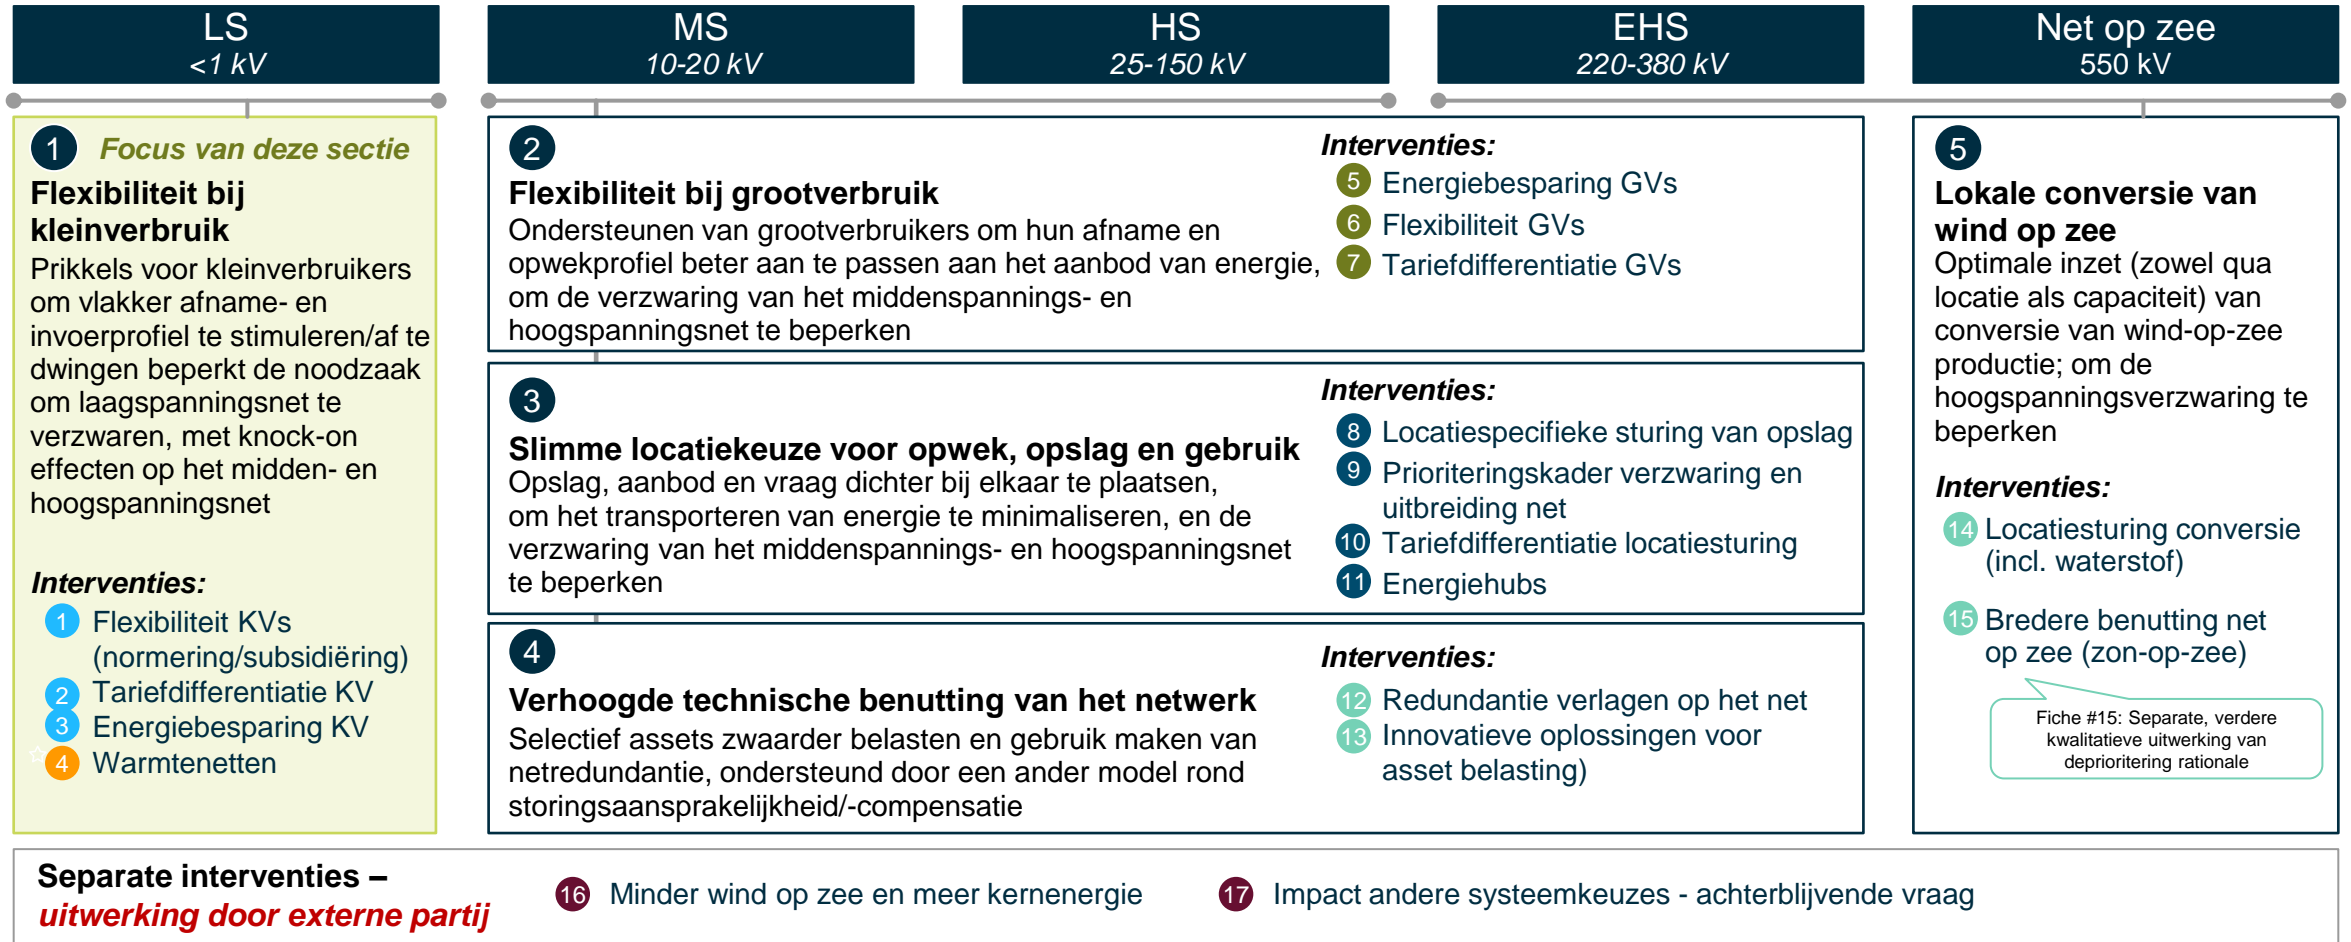 LS
<1 kV
MS
10-20 kV
HS
25-150 kV
EHS
220-380 kV
Net op zee
550 kV
1
Focus van deze sectie
Flexibiliteit bij
kleinverbruik
Prikkels voor kleinverbruikers
om vlakker afname- en
invoerprofiel te stimuleren/af te
dwingen beperkt de noodzaak
om laagspanningsnet te
verzwaren, met knock-on
effecten op het midden- en
hoogspanningsnet
Interventies:
1 Flexibiliteit KVs
(normering/subsidiëring)
2 Tariefdifferentiatie KV
3 Energiebesparing KV
4 Warmtenetten
2
Flexibiliteit bij grootverbruik
Ondersteunen van grootverbruikers om hun afname en
opwekprofiel beter aan te passen aan het aanbod van energie,
om de verzwaring van het middenspannings- en
hoogspanningsnet te beperken
Interventies:
5 Energiebesparing GVs
6 Flexibiliteit GVs
7 Tariefdifferentiatie GVs
3
Slimme locatiekeuze voor opwek, opslag en gebruik
Opslag, aanbod en vraag dichter bij elkaar te plaatsen,
om het transporteren van energie te minimaliseren, en de
verzwaring van het middenspannings- en hoogspanningsnet
te beperken
Interventies:
8 Locatiespecifieke sturing van opslag
9 Prioriteringskader verzwaring en
uitbreiding net
10 Tariefdifferentiatie locatiesturing
11 Energiehubs
4
Verhoogde technische benutting van het netwerk
Selectief assets zwaarder belasten en gebruik maken van
netredundantie, ondersteund door een ander model rond
storingsaansprakelijkheid/-compensatie
Interventies:
12 Redundantie verlagen op het net
13 Innovatieve oplossingen voor
asset belasting)
5
Lokale conversie van
wind op zee
Optimale inzet (zowel qua
locatie als capaciteit) van
conversie van wind-op-zee
productie; om de
hoogspanningsverzwaring te
beperken
Interventies:
14 Locatiesturing conversie
(incl. waterstof)
15 Bredere benutting net
op zee (zon-op-zee)
Fiche #15: Separate, verdere
kwalitatieve uitwerking van
deprioritering rationale
Separate interventies –
uitwerking door externe partij
16 Minder wind op zee en meer kernenergie
17 Impact andere systeemkeuzes - achterblijvende vraag